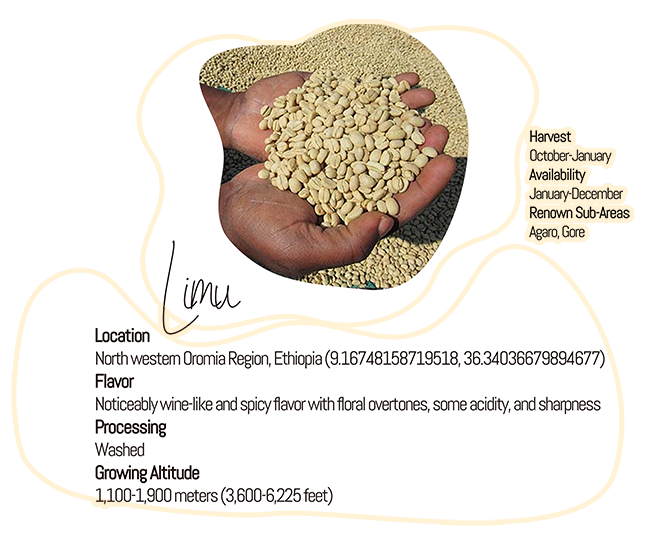 Harvest
October-January
Availability
January-December
Renown Sub-Areas
Agaro, Gore
Limu
Location
North western Oromia Region, Ethiopia (9.16748158719518, 36.34036679894677)
Flavor
Noticeably wine-like and spicy flavor with floral overtones, some acidity, and sharpness
Processing
Washed
Growing Altitude
1,100-1,900 meters (3,600-6,225 feet)